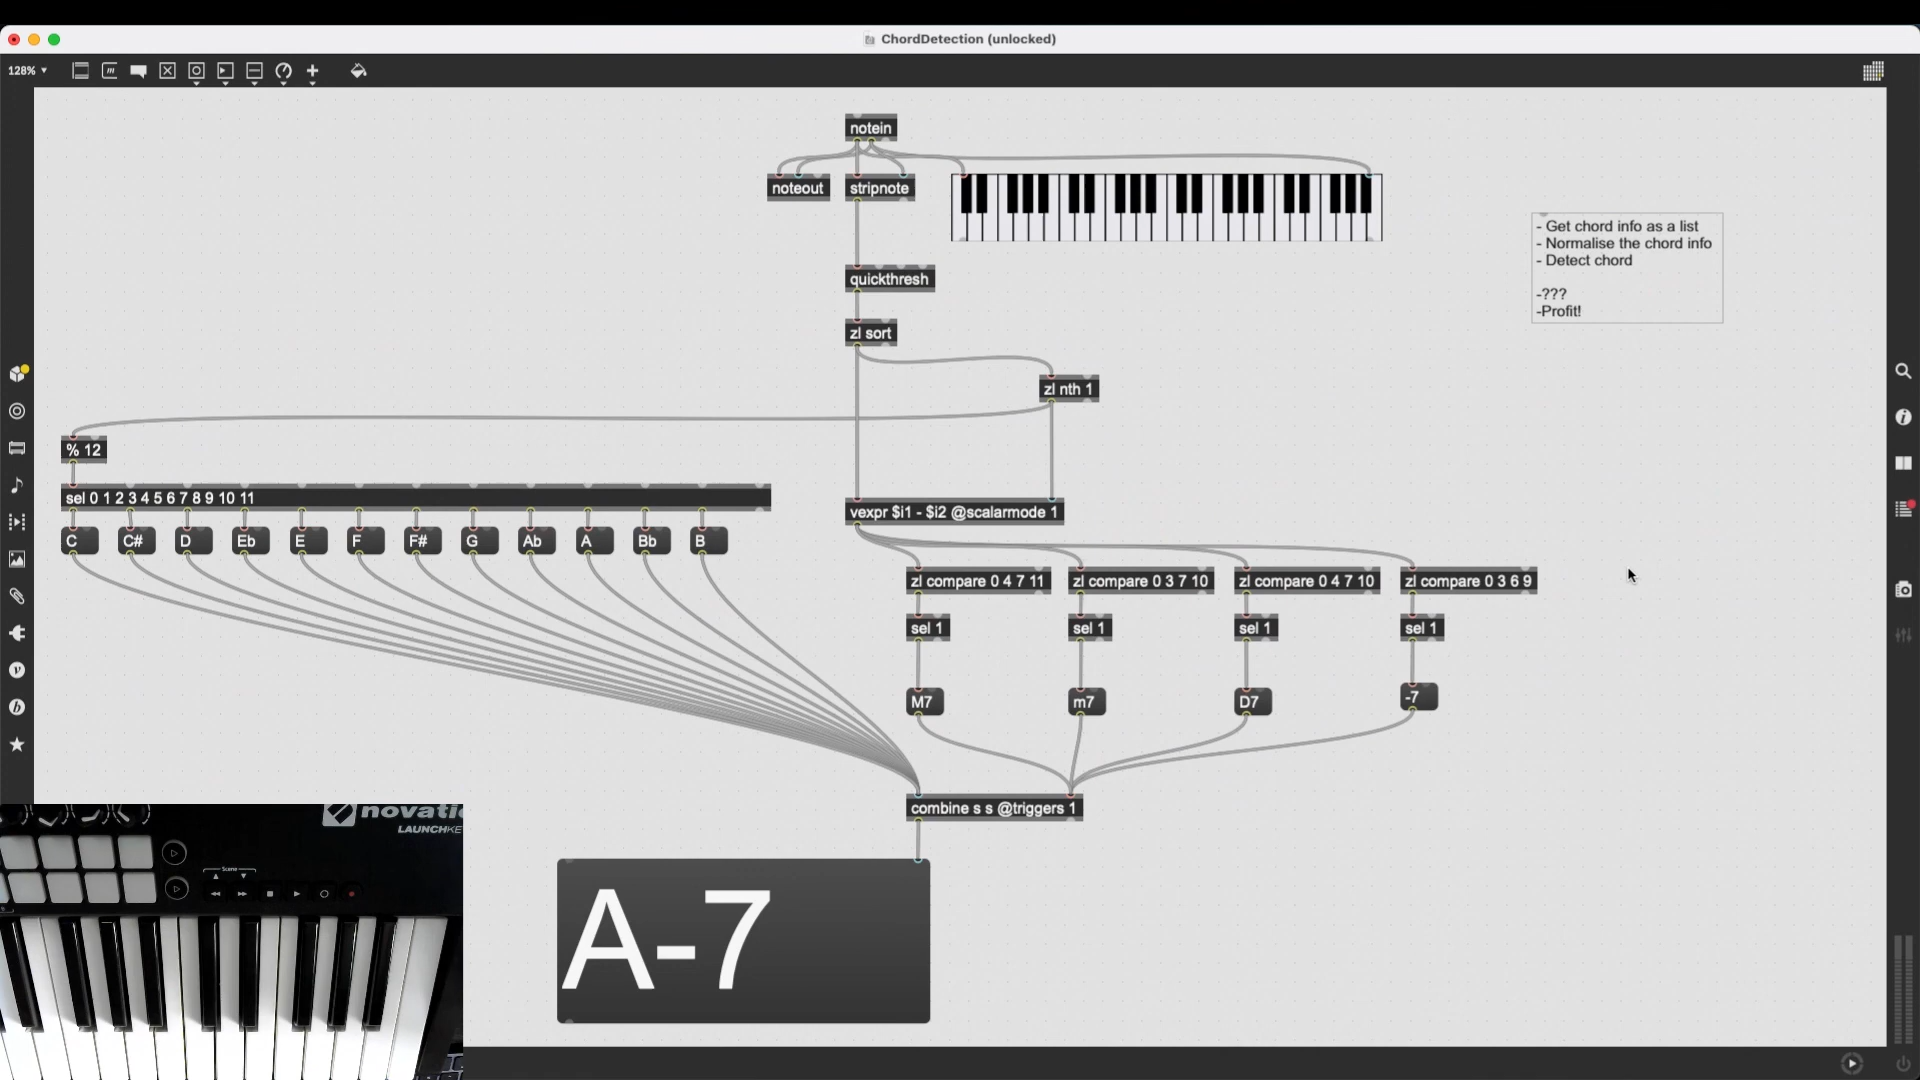 ChordDetection (unlocked)
128%
notein
noteout
stripnote
- Get chord info as a list
- Normalise the chord info
- Detect chord
-???
-Profit!
quickthresh
zl sort
zl nth 1
% 12
sel 0 1 2 3 4 5 6 7 8 9 10 11
vexpr $i1 - $i2 @scalarmode 1
C C# D Eb E F F# G Ab A Bb B
zl compare 0 4 7 11
zl compare 0 3 7 10
zl compare 0 4 7 10
zl compare 0 3 6 9
sel 1
sel 1
sel 1
sel 1
M7
m7
D7
-7
combine s s @triggers 1
A-7
novati
LAUNCHKE
Scene